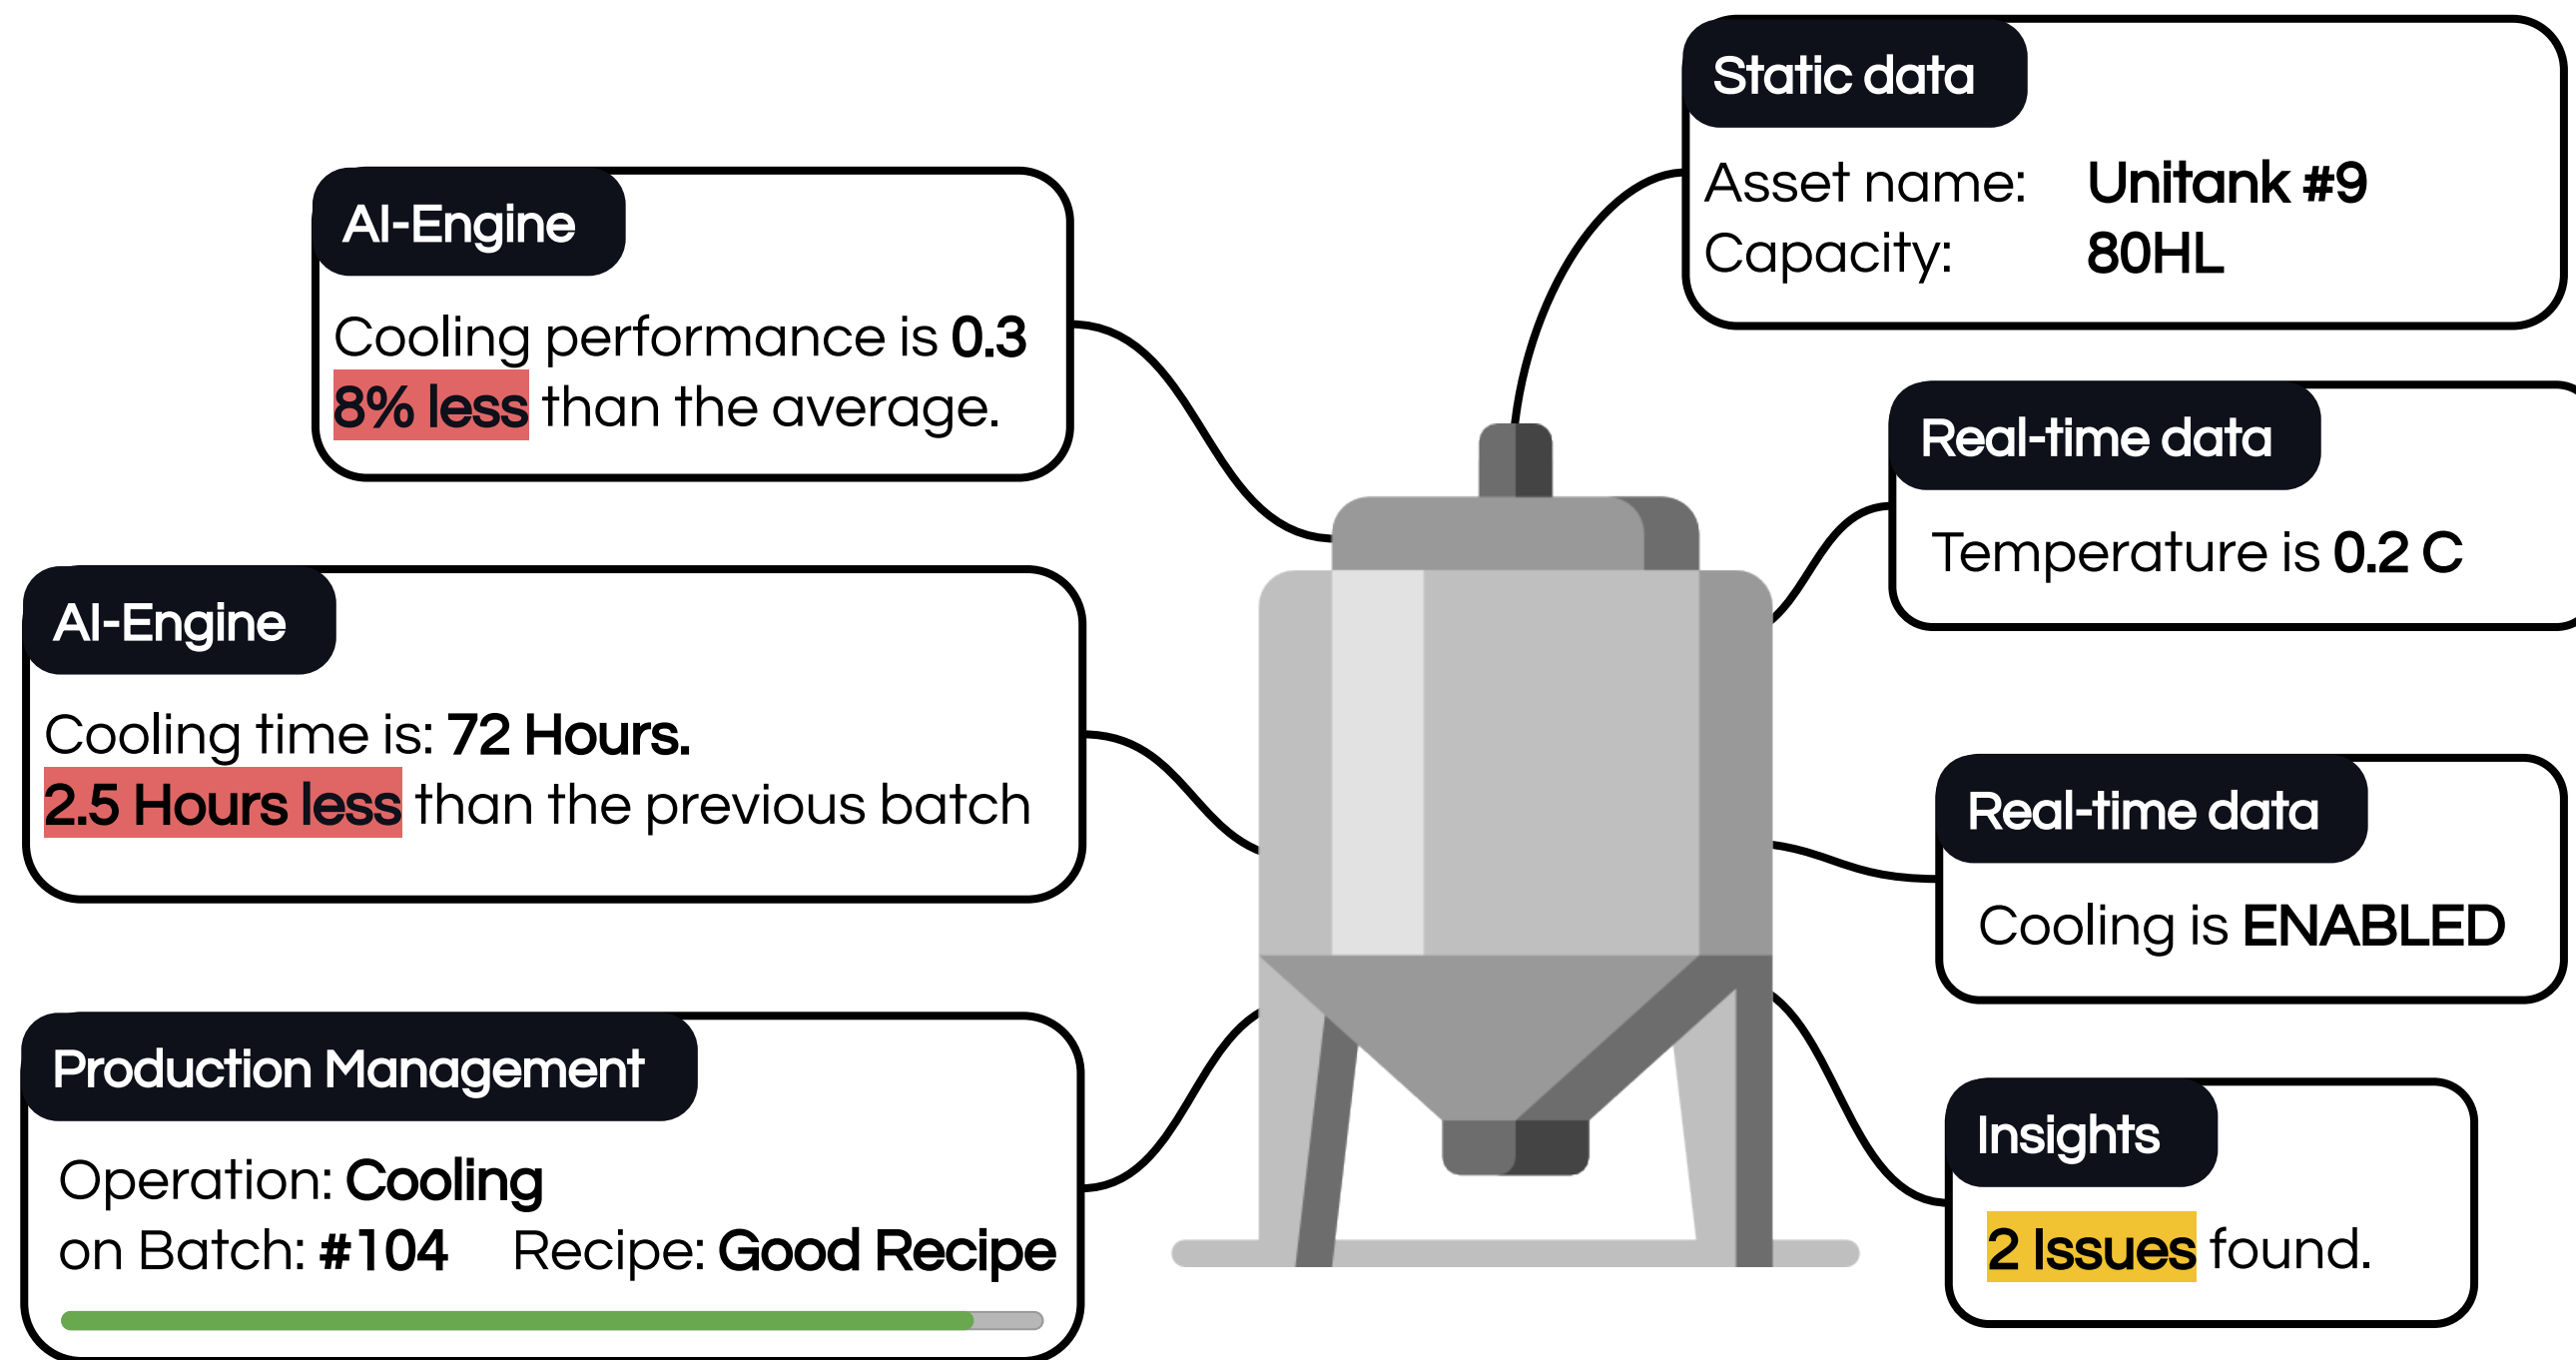 Static data
Asset name: Unitank #9
Capacity: 80HL
AI-Engine
Cooling performance is 0.3
8% less than the average.
Real-time data
Temperature is 0.2 C
AI-Engine
Cooling time is: 72 Hours.
2.5 Hours less than the previous batch
Real-time data
Cooling is ENABLED
Production Management
Operation: Cooling
on Batch: #104 Recipe: Good Recipe
Insights
2 Issues found.